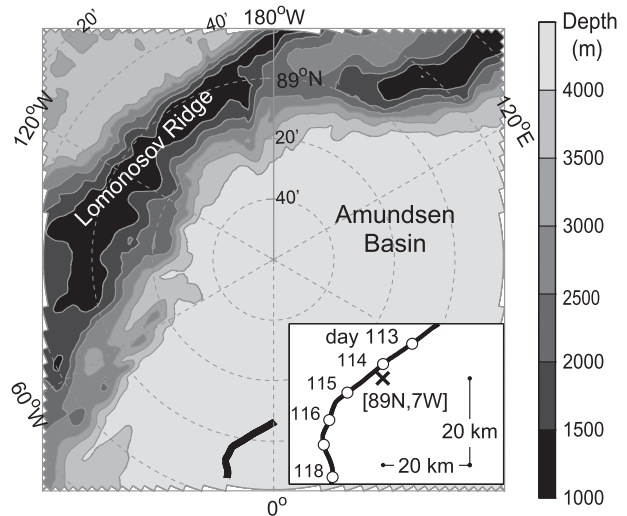 20'
40'
180°W
Depth
(m)
89°N
4000
120°W
120°E
Lomonosov Ridge
20'
3500
40'
Amundsen
Basin
3000
2500
day 113
114
2000
115
[89N,7W]
60°W
116
20 km
1500
118
20 km
0°
1000